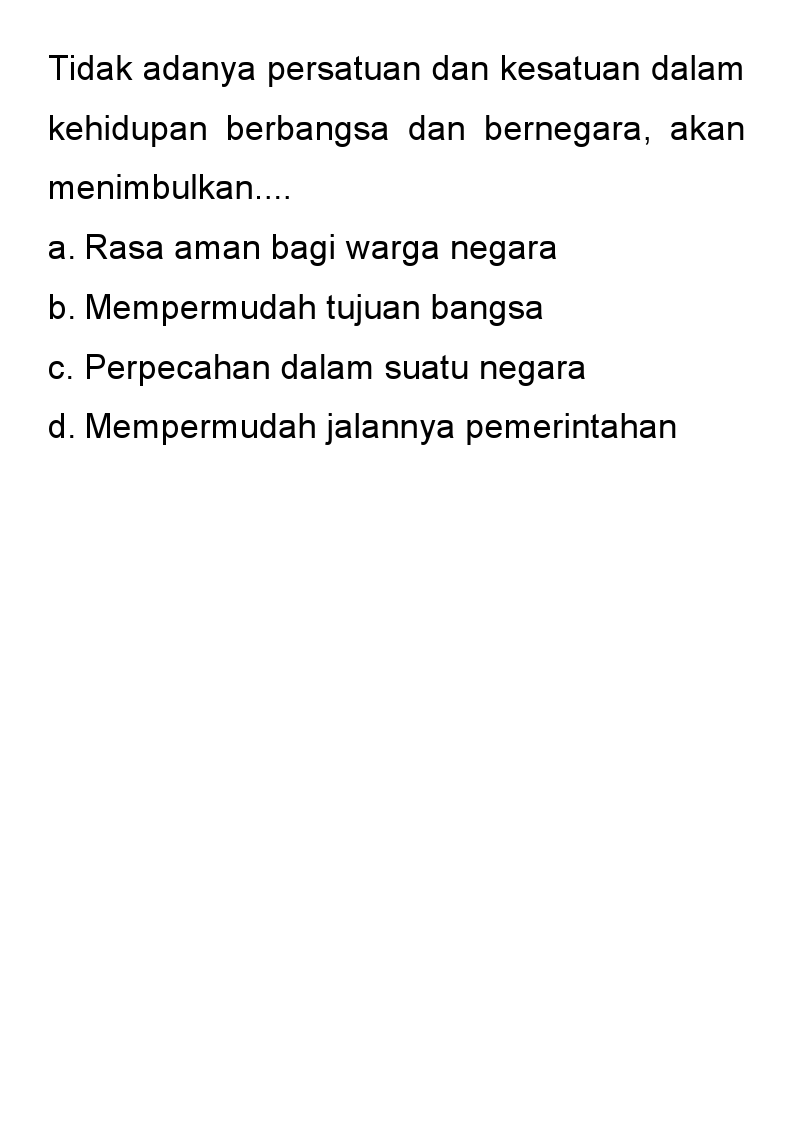 Tidak adanya persatuan dan kesatuan dalam
kehidupan berbangsa dan bernegara, akan
menimbulkan....
a. Rasa aman bagi warga negara
b. Mempermudah tujuan bangsa
c. Perpecahan dalam suatu negara
d. Mempermudah jalannya pemerintahan